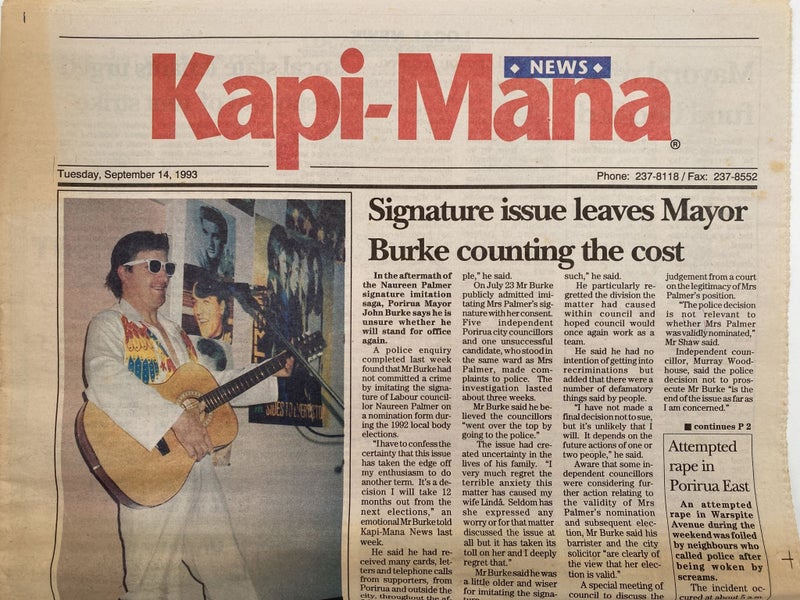 NEWS
Kapi-Mana
®
Tuesday, September 14, 1993
Phone: 237-8118 / Fax: 237-8552
Signature issue leaves Mayor
Burke counting the cost
In the aftermath of
the Naureen Palmer
signature imitation
saga, Porirua Mayor
John Burke says he is
unsure whether he
will stand for office
again.
A police enquiry
completed last week
found that Mr Burke had
not committed a crime
by imitating the signa-
ture of Labour council-
lor Naureen Palmer on
a nomination form dur-
ing the 1992 local body
elections.
"I have to confess the
certainty that this issue
has taken the edge off
my enthusiasm to do
another term. It's a de-
cision I will take 12
months out from the
next elections," an
emotional Mr Burke told
Kapi-Mana News last
week.
He said he had re-
ceived many cards, let-
ters and telephone calls
from supporters, from
Porirua and outside the
city, throughout the af-
ple," he said.
On July 23 Mr Burke
publicly admitted imi-
tating Mrs Palmer's sig-
nature with her consent.
Five independent
Porirua city councillors
and one unsuccessful
candidate, who stood in
the same ward as Mrs
Palmer, made com-
plaints to police. The
investigation lasted
about three weeks.
Mr Burke said he be-
lieved the councillors
"went over the top by
going to the police."
The issue had cre-
ated uncertainty in the
lives of his family. "I
very much regret the
terrible anxiety this
matter has caused my
wife Linda. Seldom has
she expressed any
worry or for that matter
discussed the issue at
all but it has taken its
toll on her and I deeply
regret that."
Mr Burke said he was
a little older and wiser
for imitating the signa-
such," he said.
He particularly re-
gretted the division the
matter had caused
within council and
hoped council would
once again work as a
team.
He said he had no
intention of getting into
recriminations but
added that there were a
number of defamatory
things said by people.
"I have not made a
final decision not to sue,
but it's unlikely that I
will. It depends on the
future actions of one or
two people," he said.
Aware that some in-
dependent councillors
were considering fur-
ther action relating to
the validity of Mrs
Palmer's nomination
and subsequent elec-
tion, Mr Burke said his
barrister and the city
solicitor "are clearly of
the view that her elec-
tion is valid."
A special meeting of
council to discuss the
judgement from a court
on the legitimacy of Mrs
Palmer's position.
"The police decision
is not relevant to
whether Mrs Palmer
was validly nominated,"
Mr Shaw said.
Independent coun-
cillor, Murray Wood-
house, said the police
decision not to pros-
ecute Mr Burke "is the
end of the issue as far as
I am concerned."
■ continues P 2
Attempted
rape in
Porirua East
An attempted
rape in Warspite
Avenue during the
weekend was foiled
by neighbours who
called police after
being woken by
screams.
The incident oc-
cured at about 5 a.m.